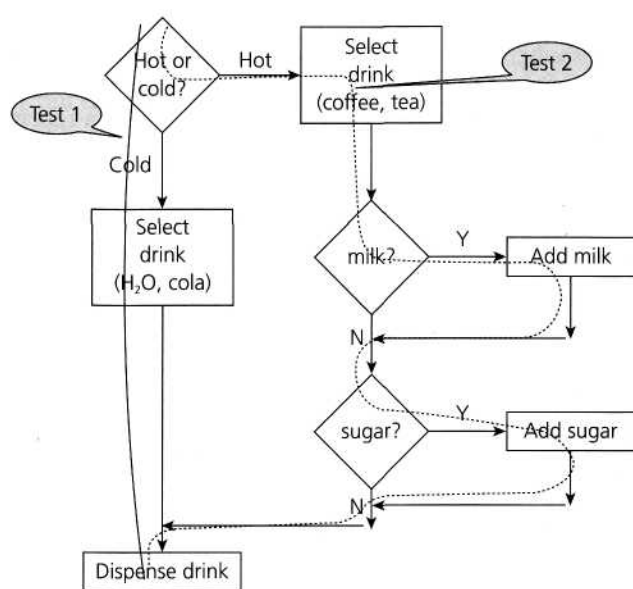 Hot or
cold?
Hot
Select
drink
(coffee, tea)
Test 2
Test 1
Cold
Select
drink
(H₂O, cola)
milk?
Y
Add milk
N
sugar?
Y
Add sugar
N
Dispense drink